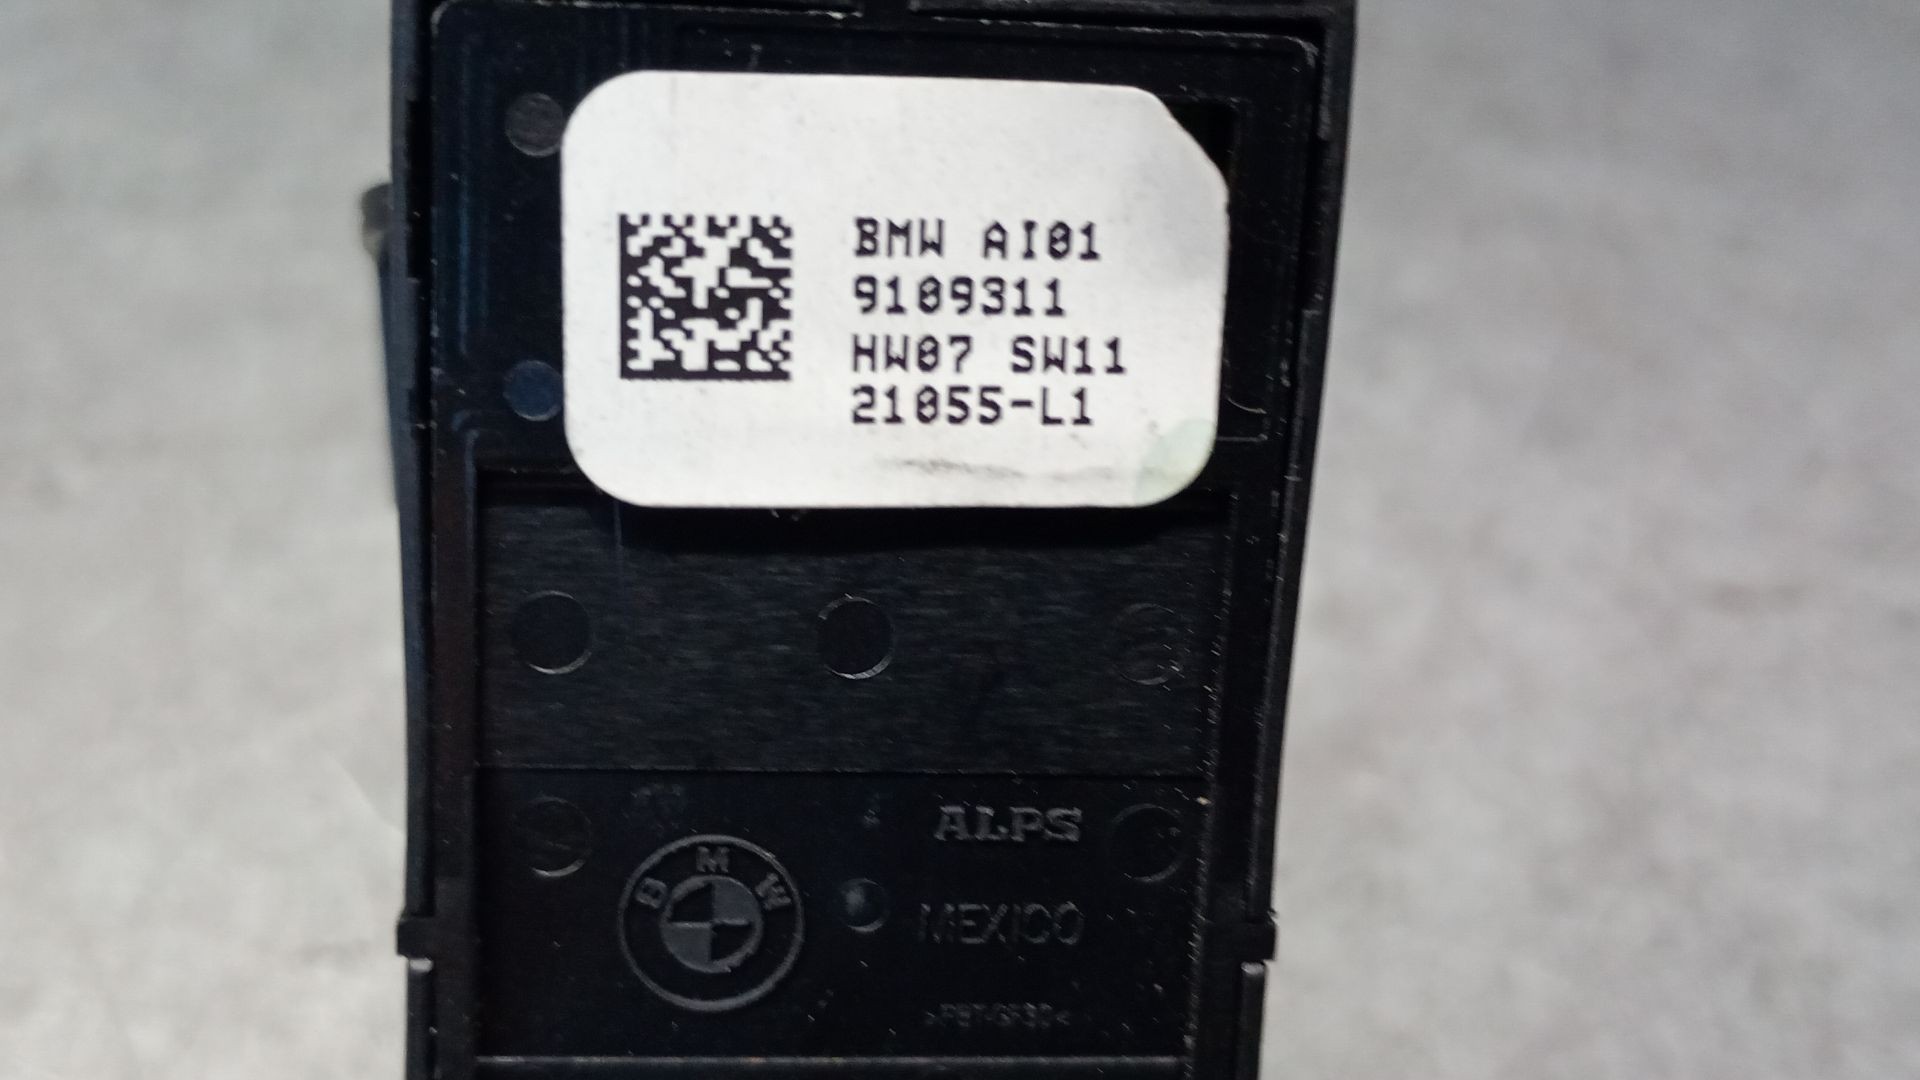 BMW AI01
9109311
HW07 SW11
21055-L1
ALPS
BMW
MEXICO